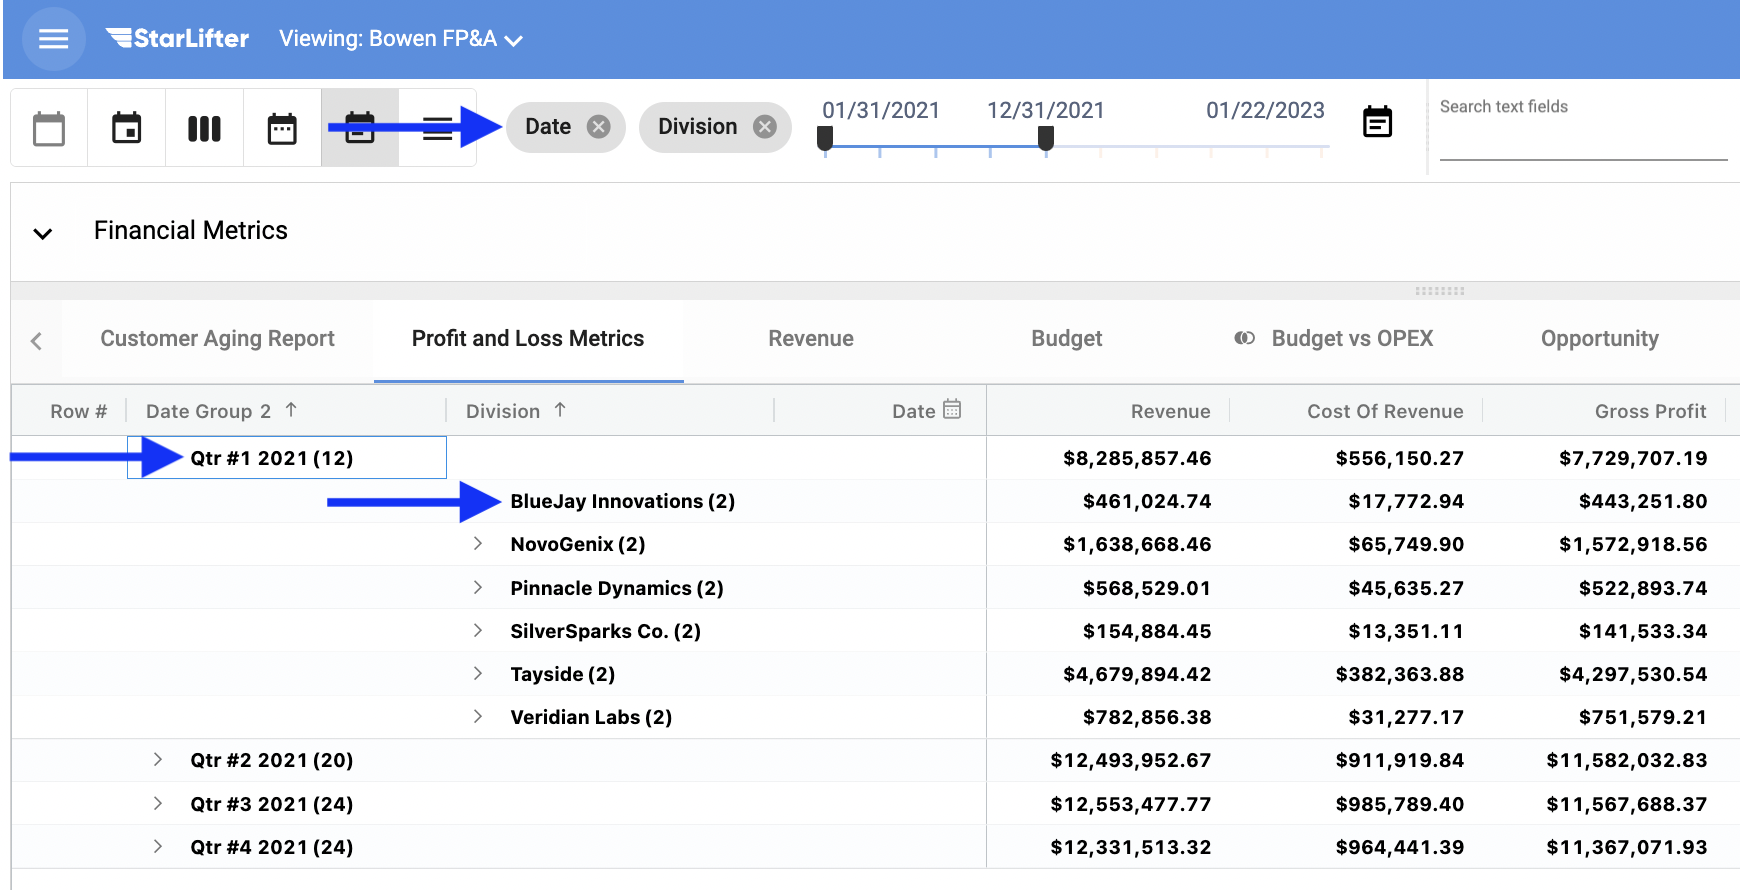 StarLifter Viewing: Bowen FP&A
Date Division 01/31/2021 12/31/2021 01/22/2023 Search text fields
Financial Metrics
Customer Aging Report Profit and Loss Metrics Revenue Budget Budget vs OPEX Opportunity
Row # Date Group 2 Division Date Revenue Cost Of Revenue Gross Profit
Qtr #1 2021 (12) $8,285,857.46 $556,150.27 $7,729,707.19
BlueJay Innovations (2) $461,024.74 $17,772.94 $443,251.80
NovoGenix (2) $1,638,668.46 $65,749.90 $1,572,918.56
Pinnacle Dynamics (2) $568,529.01 $45,635.27 $522,893.74
SilverSparks Co. (2) $154,884.45 $13,351.11 $141,533.34
Tayside (2) $4,679,894.42 $382,363.88 $4,297,530.54
Veridian Labs (2) $782,856.38 $31,277.17 $751,579.21
Qtr #2 2021 (20) $12,493,952.67 $911,919.84 $11,582,032.83
Qtr #3 2021 (24) $12,553,477.77 $985,789.40 $11,567,688.37
Qtr #4 2021 (24) $12,331,513.32 $964,441.39 $11,367,071.93